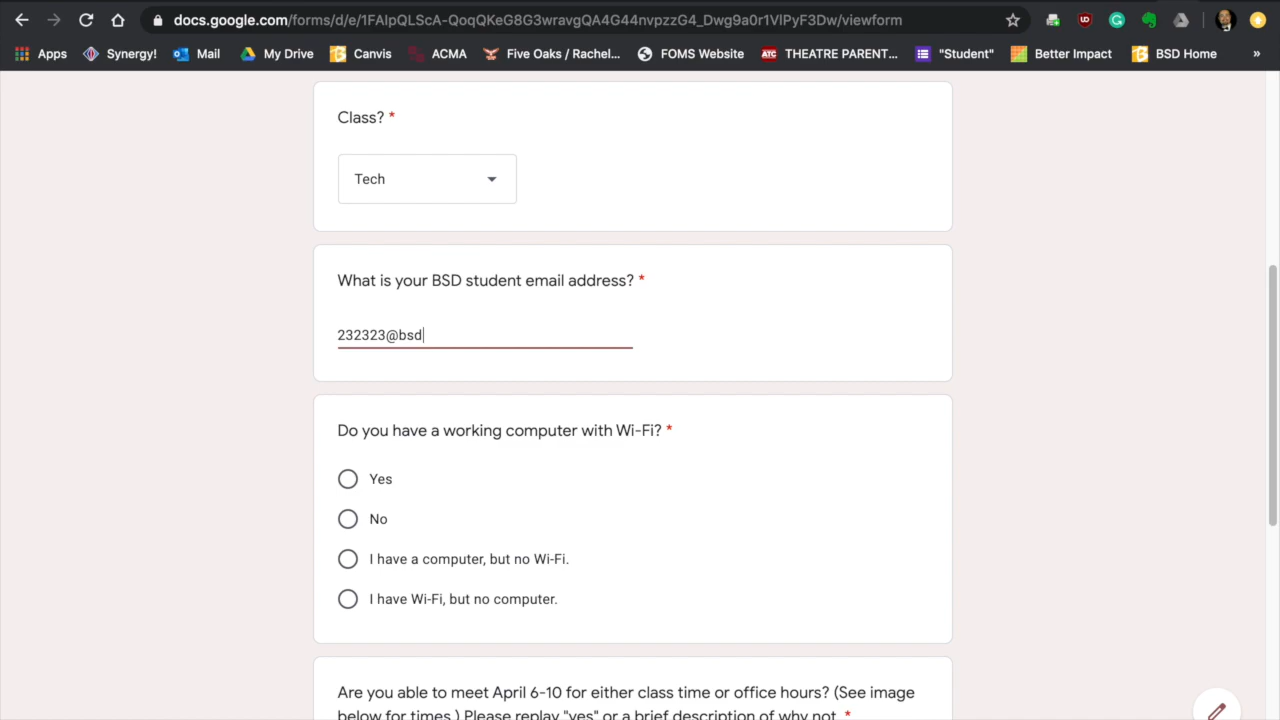 docs.google.com/forms/d/e/1FAIpQLScA-QoqQKeG8G3wravgQA4G44nvpzzG4_Dwg9a0r1VlPyF3Dw/viewform
Apps Synergy! Mail My Drive Canvis ACMA Five Oaks / Rachel... FOMS Website ATC THEATRE PARENT... "Student" Better Impact BSD Home »
Class? *
Tech
What is your BSD student email address? *
232323@bsd
Do you have a working computer with Wi-Fi? *
Yes
No
I have a computer, but no Wi-Fi.
I have Wi-Fi, but no computer.
Are you able to meet April 6-10 for either class time or office hours? (See image
below for times.) Please replay "yes" or a brief description of why not. *